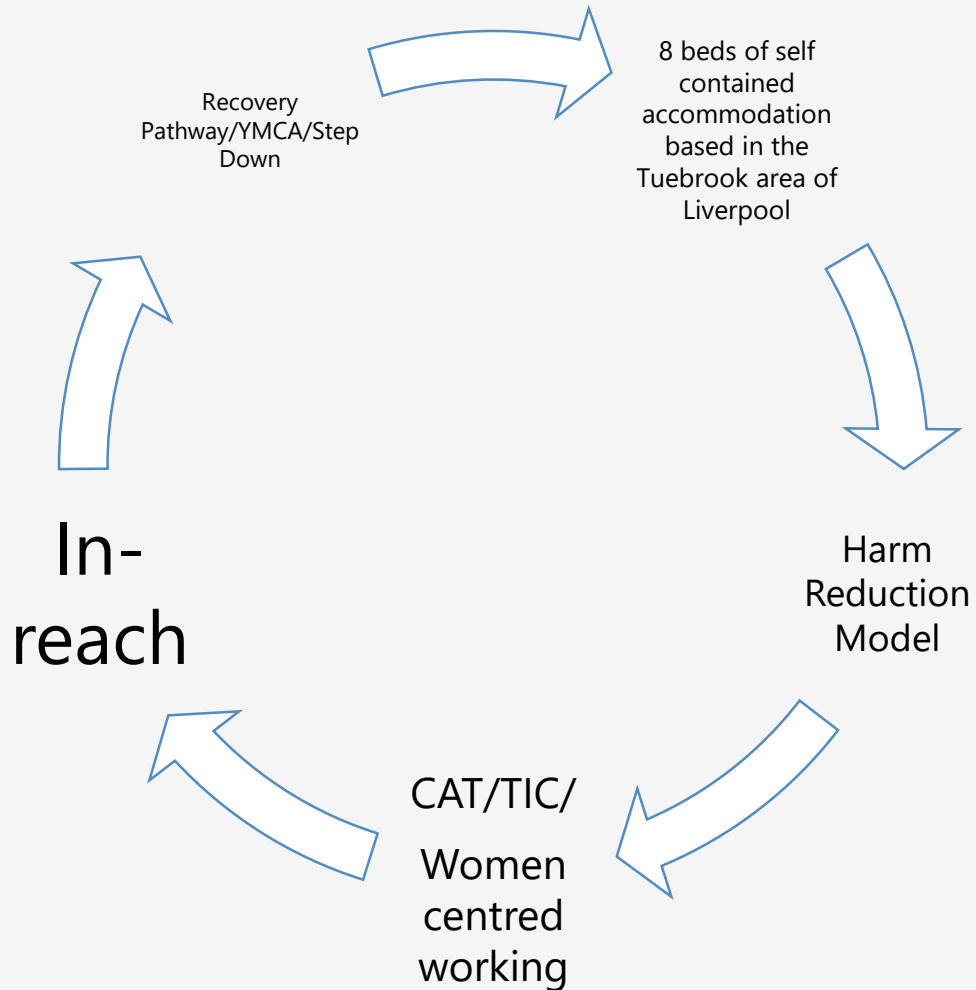 Recovery
Pathway/YMCA/Step
Down
8 beds of self
contained
accommodation
based in the
Tuebrook area of
Liverpool
Harm
Reduction
Model
CAT/TIC/
Women
centred
working
In-
reach